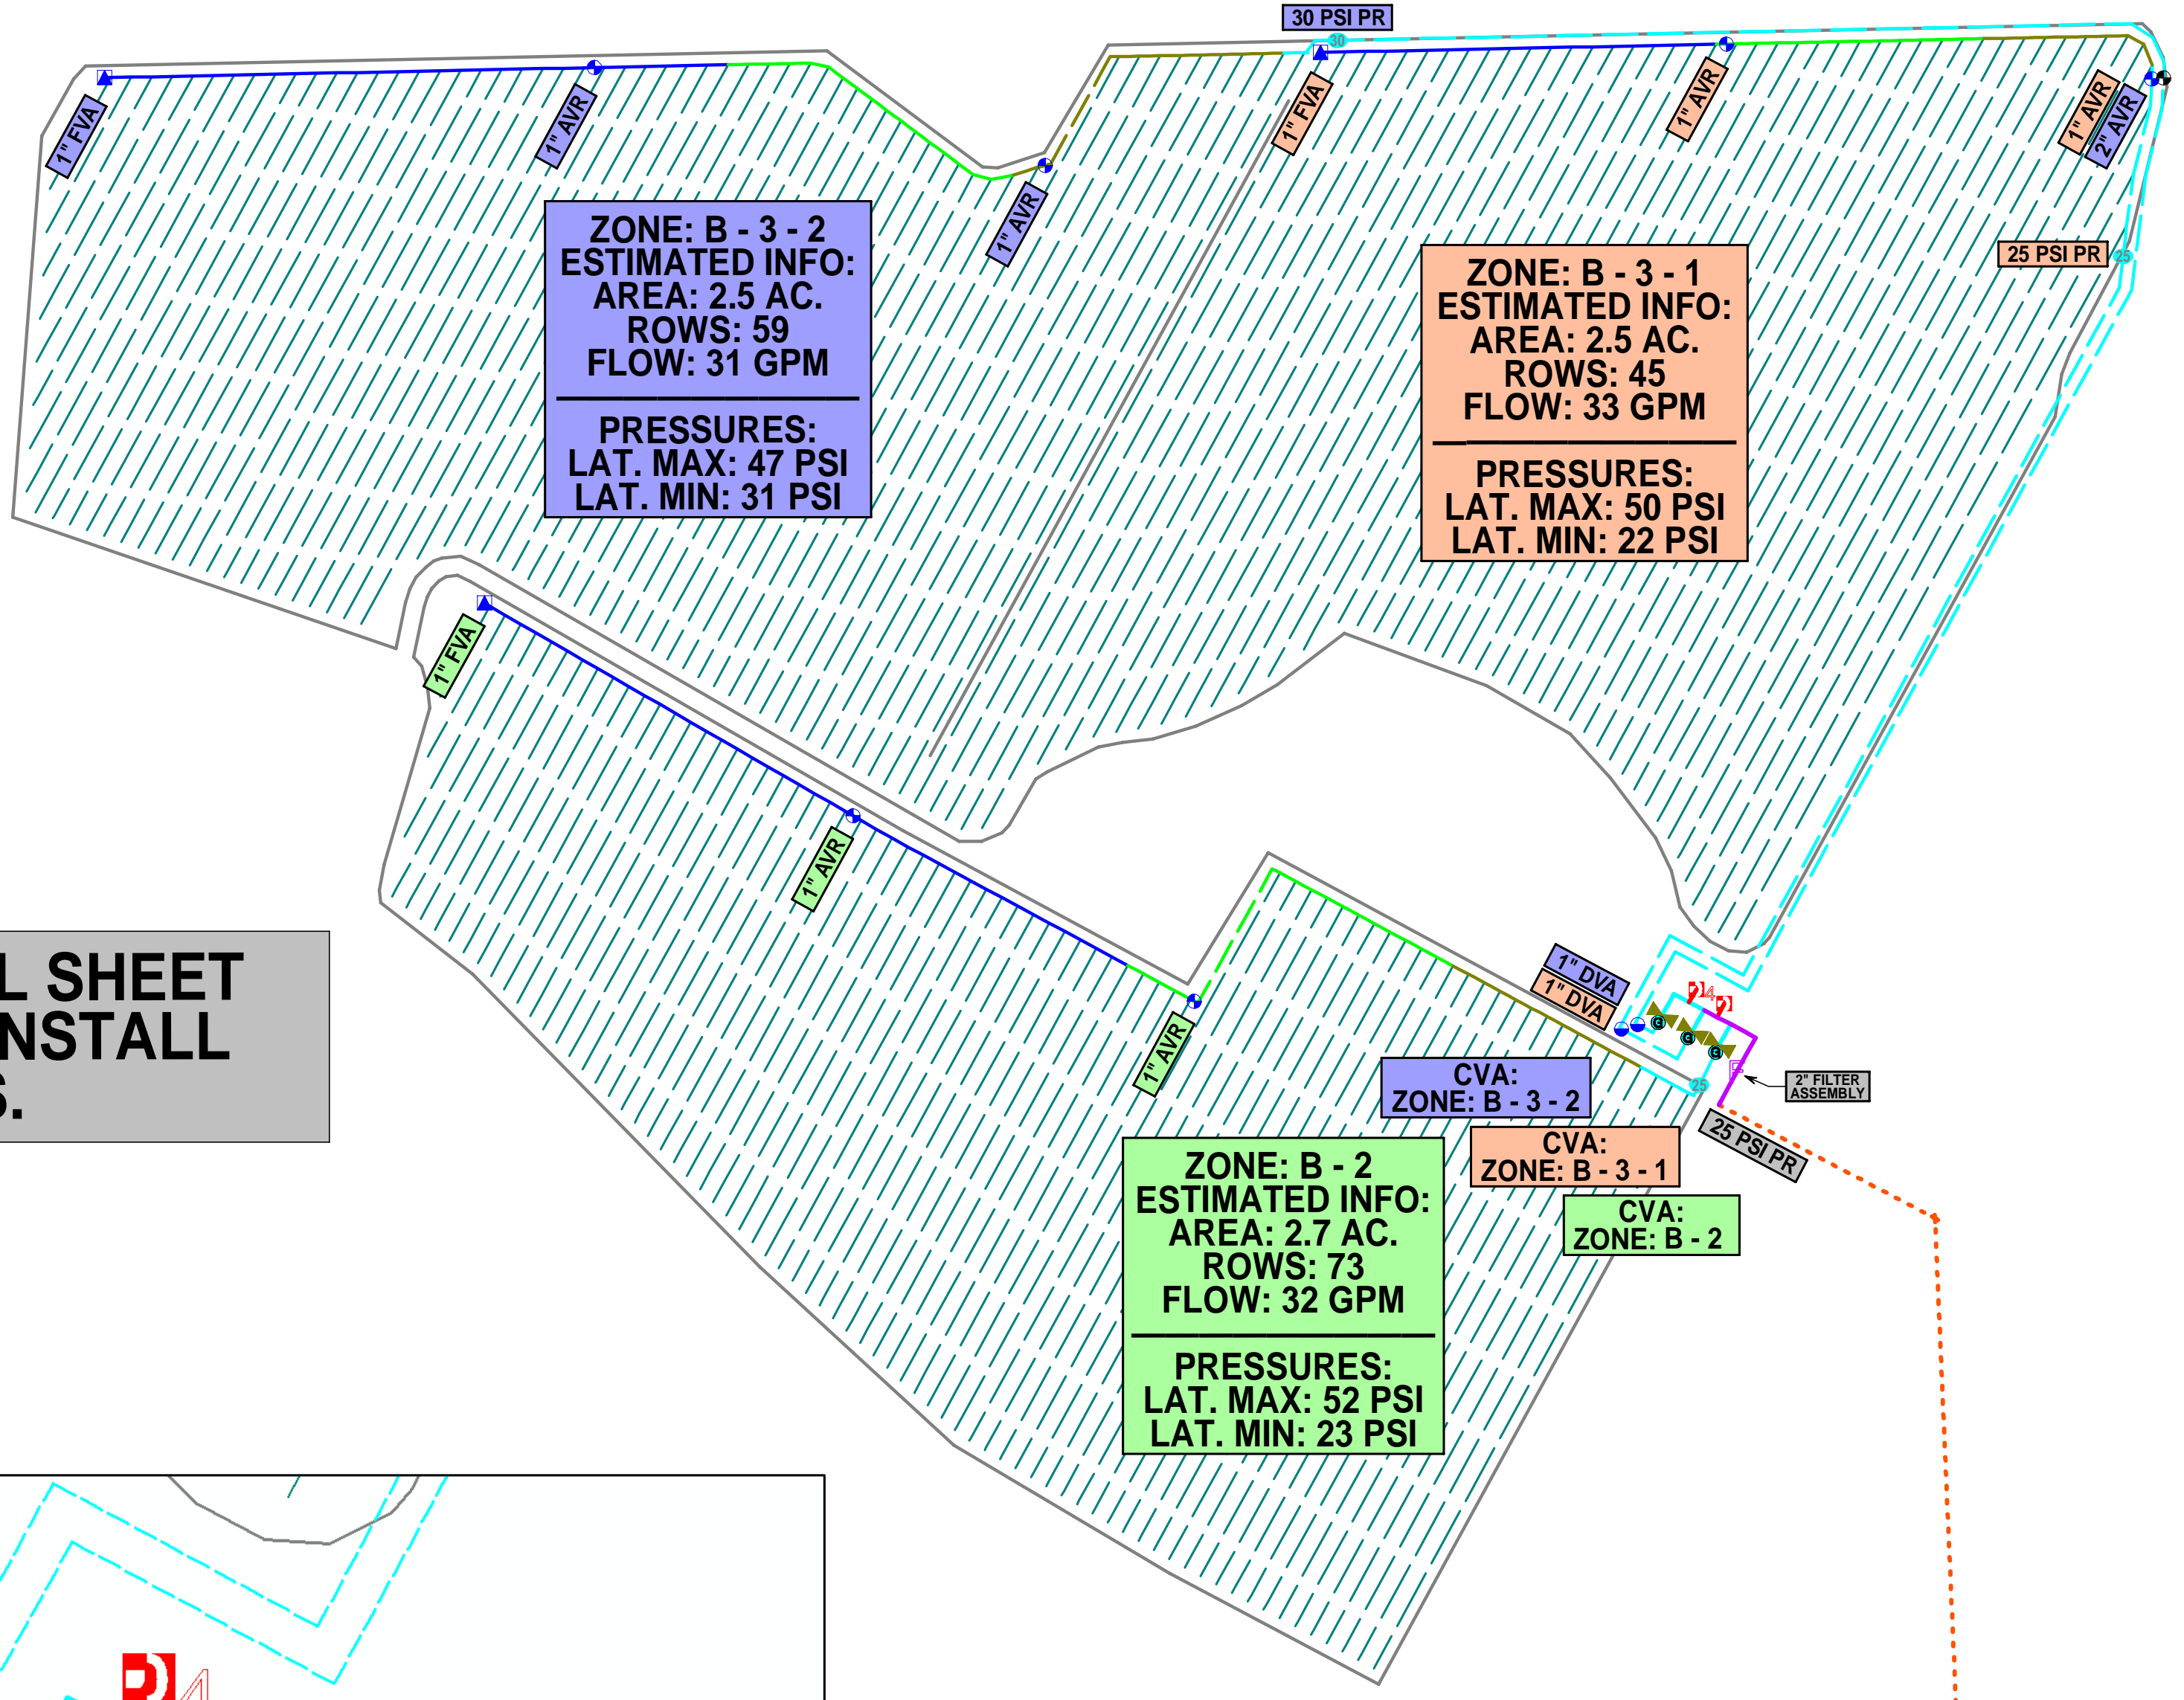 30 PSI PR
30
1" FVA
1" AVR
1" AVR
1" FVA
1" AVR
1" AVR
2" AVR
25 PSI PR
25
ZONE: B - 3 - 2
ESTIMATED INFO:
AREA: 2.5 AC.
ROWS: 59
FLOW: 31 GPM
PRESSURES:
LAT. MAX: 47 PSI
LAT. MIN: 31 PSI
ZONE: B - 3 - 1
ESTIMATED INFO:
AREA: 2.5 AC.
ROWS: 45
FLOW: 33 GPM
PRESSURES:
LAT. MAX: 50 PSI
LAT. MIN: 22 PSI
1" FVA
1" AVR
1" AVR
L SHEET
NSTALL
S.
1" DVA
1" DVA
4
25
2" FILTER
ASSEMBLY
25 PSI PR
CVA:
ZONE: B - 3 - 2
CVA:
ZONE: B - 3 - 1
CVA:
ZONE: B - 2
ZONE: B - 2
ESTIMATED INFO:
AREA: 2.7 AC.
ROWS: 73
FLOW: 32 GPM
PRESSURES:
LAT. MAX: 52 PSI
LAT. MIN: 23 PSI
4